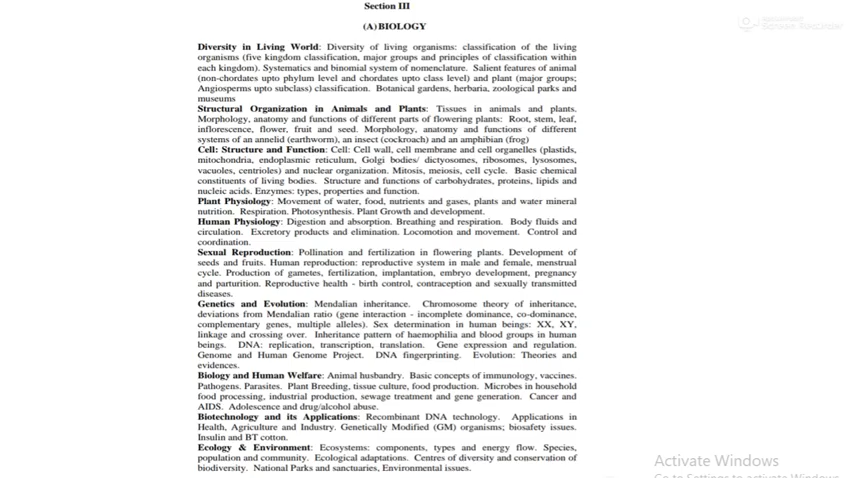 Section III
(A) BIOLOGY
Diversity in Living World: Diversity of living organisms: classification of the living
organisms (five kingdom classification, major groups and principles of classification within
each kingdom). Systematics and binomial system of nomenclature. Salient features of animal
(non-chordates upto phylum level and chordates upto class level) and plant (major groups;
Angiosperms upto subclass) classification. Botanical gardens, herbaria, zoological parks and
museums
Structural Organization in Animals and Plants: Tissues in animals and plants.
Morphology, anatomy and functions of different parts of flowering plants: Root, stem, leaf,
inflorescence, flower, fruit and seed. Morphology, anatomy and functions of different
systems of an annelid (earthworm), an insect (cockroach) and an amphibian (frog)
Cell: Structure and Function: Cell: Cell wall, cell membrane and cell organelles (plastids,
mitochondria, endoplasmic reticulum, Golgi bodies/ dictyosomes, ribosomes, lysosomes,
vacuoles, centrioles) and nuclear organization. Mitosis, meiosis, cell cycle. Basic chemical
constituents of living bodies. Structure and functions of carbohydrates, proteins, lipids and
nucleic acids. Enzymes: types, properties and function.
Plant Physiology: Movement of water, food, nutrients and gases, plants and water mineral
nutrition. Respiration. Photosynthesis. Plant Growth and development.
Human Physiology: Digestion and absorption. Breathing and respiration. Body fluids and
circulation. Excretory products and elimination. Locomotion and movement. Control and
coordination.
Sexual Reproduction: Pollination and fertilization in flowering plants. Development of
seeds and fruits. Human reproduction: reproductive system in male and female, menstrual
cycle. Production of gametes, fertilization, implantation, embryo development, pregnancy
and parturition. Reproductive health - birth control, contraception and sexually transmitted
diseases.
Genetics and Evolution: Mendalian inheritance. Chromosome theory of inheritance,
deviations from Mendalian ratio (gene interaction - incomplete dominance, co-dominance,
complementary genes, multiple alleles). Sex determination in human beings: XX, XY,
linkage and crossing over. Inheritance pattern of haemophilia and blood groups in human
beings. DNA: replication, transcription, translation. Gene expression and regulation.
Genome and Human Genome Project. DNA fingerprinting. Evolution: Theories and
evidences.
Biology and Human Welfare: Animal husbandry. Basic concepts of immunology, vaccines.
Pathogens. Parasites. Plant Breeding, tissue culture, food production. Microbes in household
food processing, industrial production, sewage treatment and gene generation. Cancer and
AIDS. Adolescence and drug/alcohol abuse.
Biotechnology and its Applications: Recombinant DNA technology. Applications in
Health, Agriculture and Industry. Genetically Modified (GM) organisms; biosafety issues.
Insulin and BT cotton.
Ecology & Environment: Ecosystems: components, types and energy flow. Species,
population and community. Ecological adaptations. Centres of diversity and conservation of
biodiversity. National Parks and sanctuaries, Environmental issues.
Activate Windows
Screen Recorder